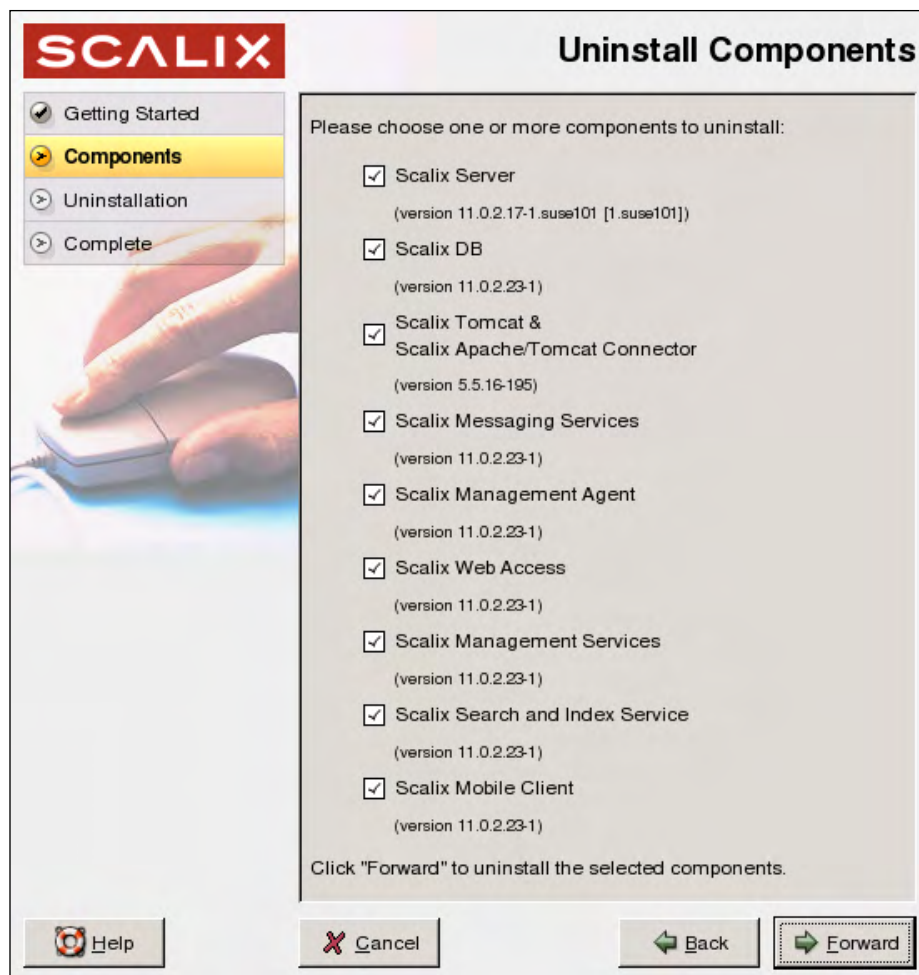 SCALIX
Uninstall Components
Getting Started
Components
Uninstallation
Complete
Please choose one or more components to uninstall:
Scalix Server
(version 11.0.2.17-1.suse101 [1.suse101])
Scalix DB
(version 11.0.2.23-1)
Scalix Tomcat &
Scalix Apache/Tomcat Connector
(version 5.5.16-195)
Scalix Messaging Services
(version 11.0.2.23-1)
Scalix Management Agent
(version 11.0.2.23-1)
Scalix Web Access
(version 11.0.2.23-1)
Scalix Management Services
(version 11.0.2.23-1)
Scalix Search and Index Service
(version 11.0.2.23-1)
Scalix Mobile Client
(version 11.0.2.23-1)
Click "Forward" to uninstall the selected components.
Help
Cancel
Back
Forward